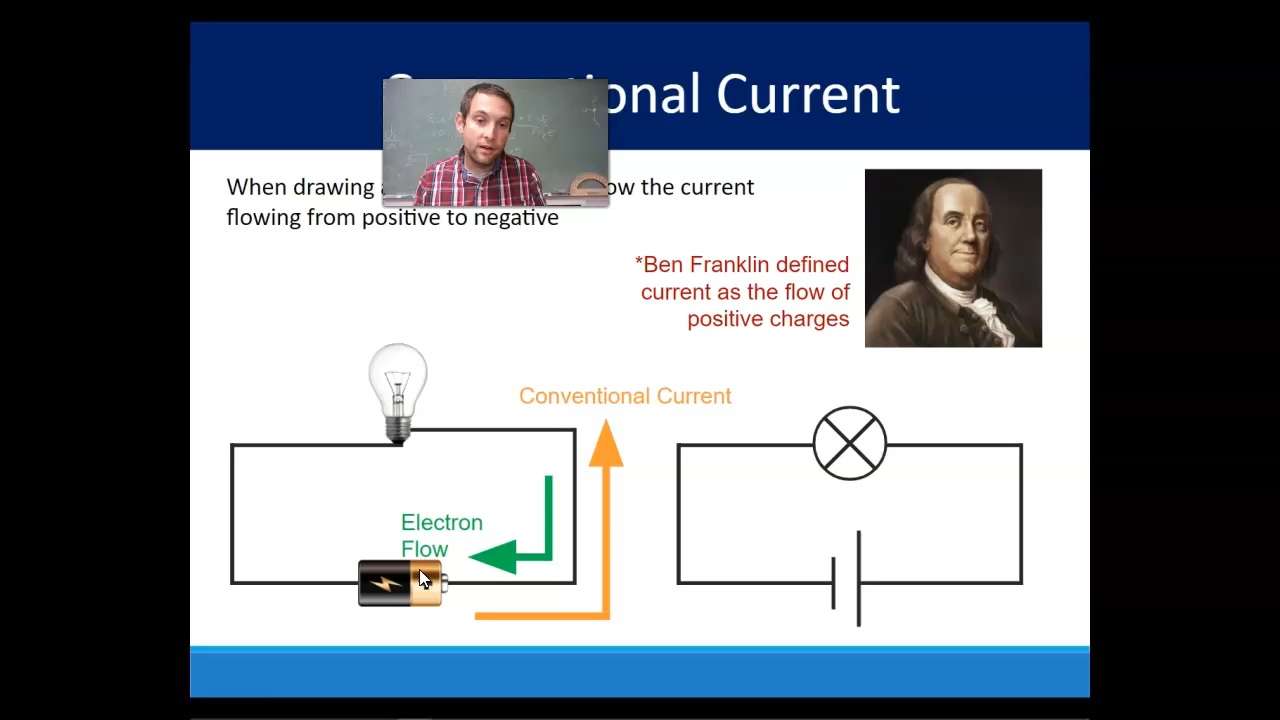 onal Current
When drawing ow the current
flowing from positive to negative
*Ben Franklin defined
current as the flow of
positive charges
Conventional Current
Electron
Flow